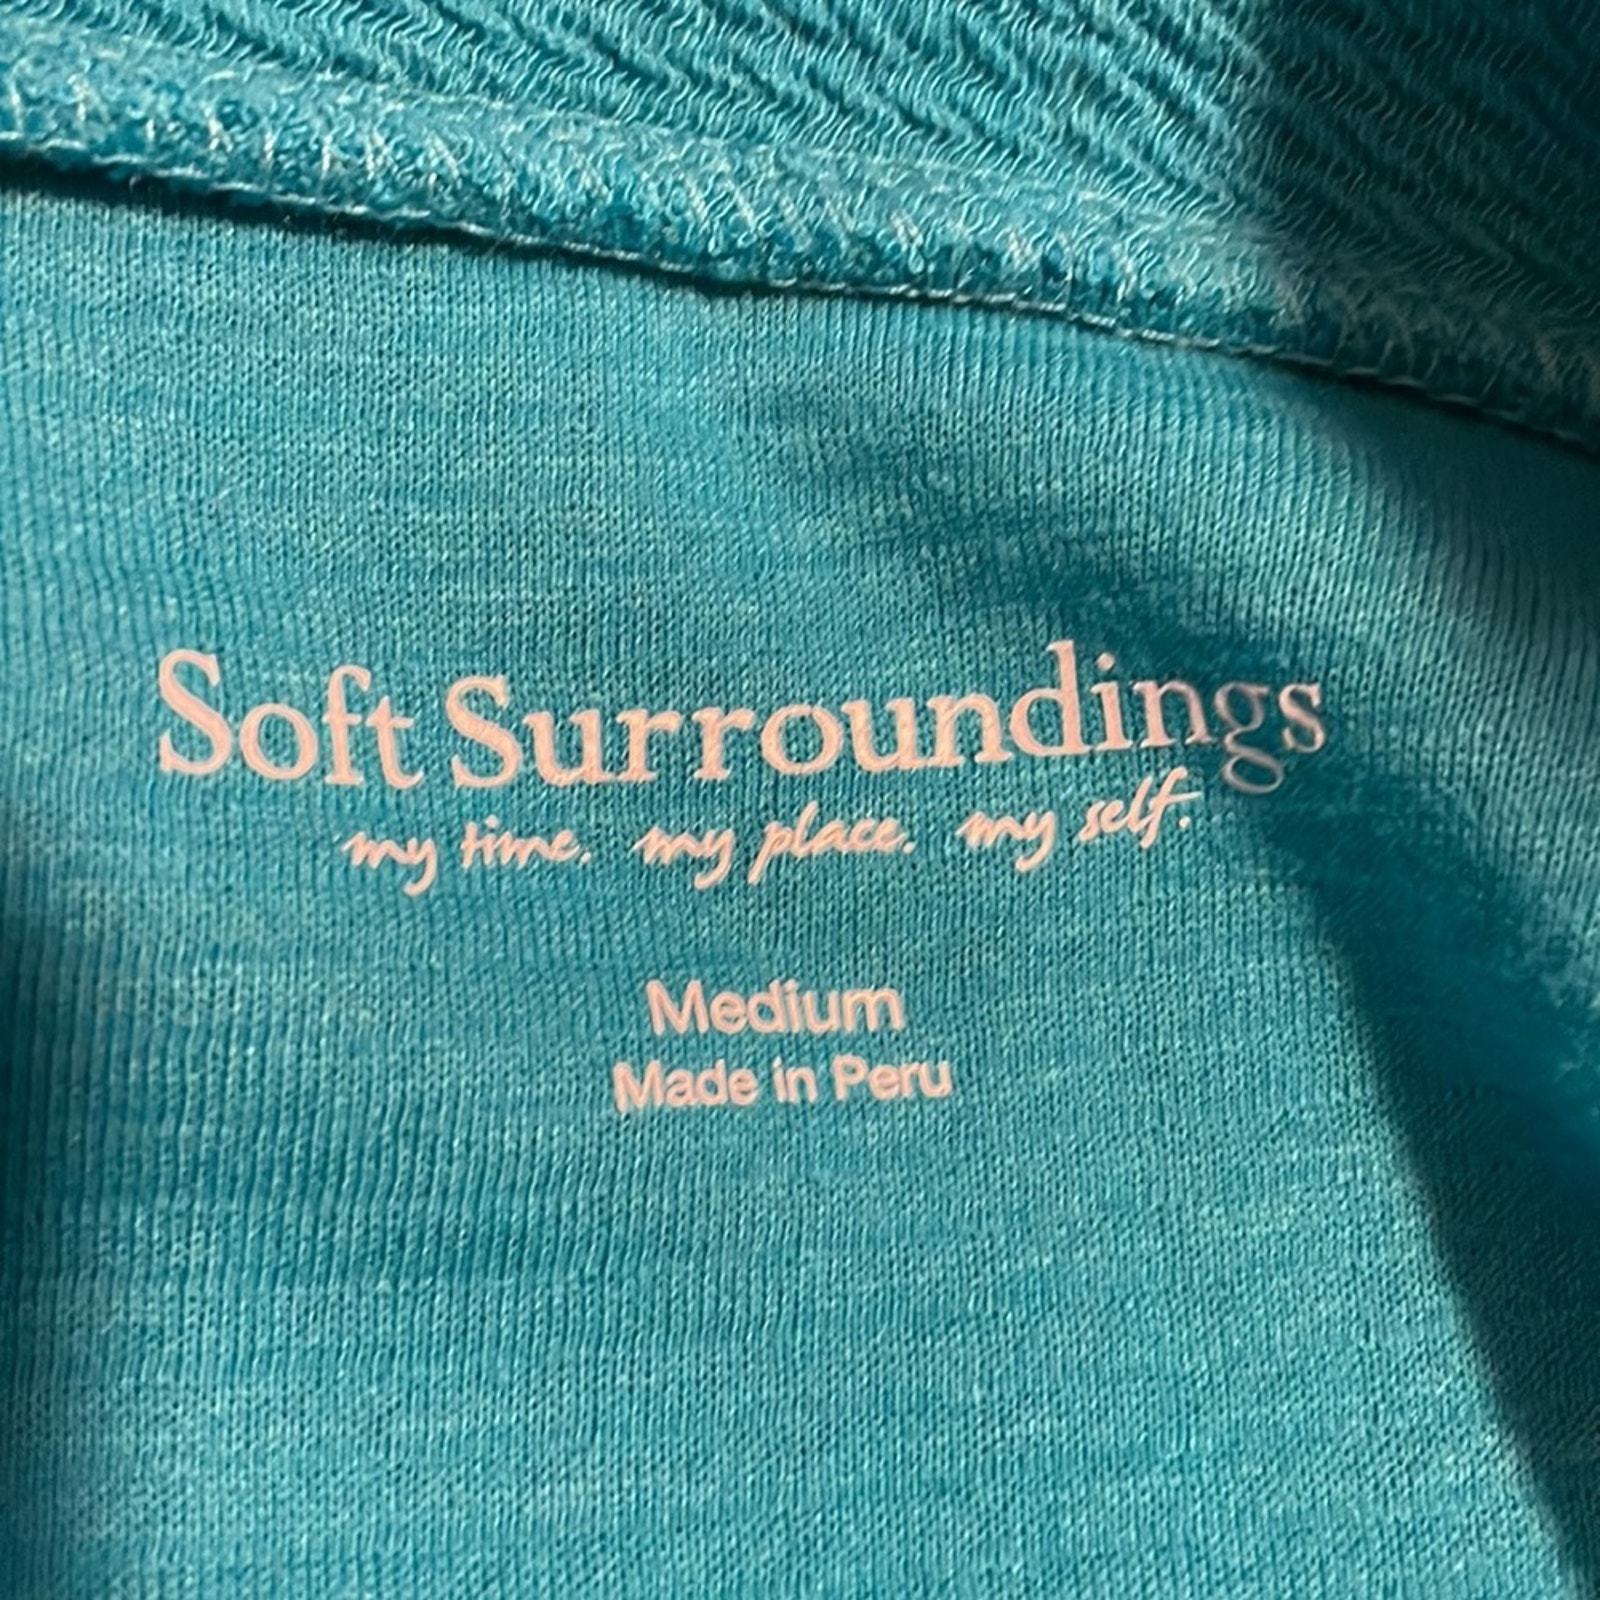 Soft Surroundings
my time. my place. my self.
Medium
Made in Peru